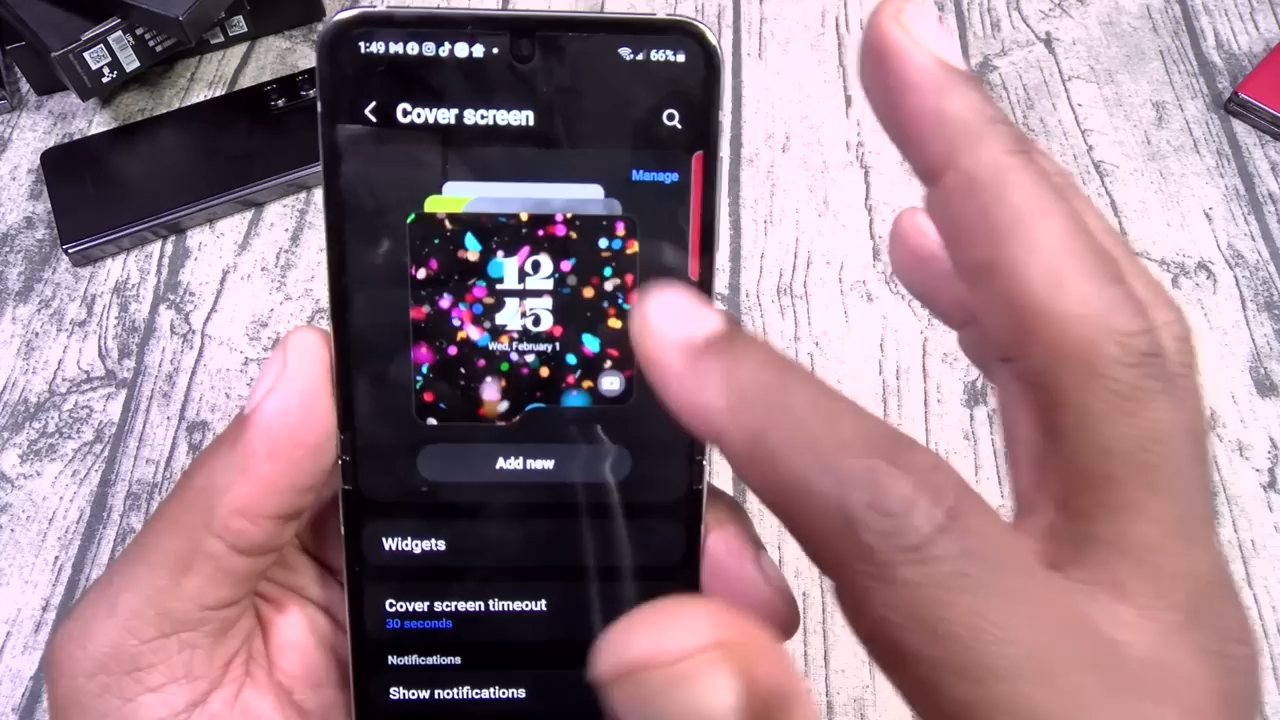 1:49
66%
Cover screen
Manage
12
45
Wed, February 1
Add new
Widgets
Cover screen timeout
30 seconds
Notifications
Show notifications